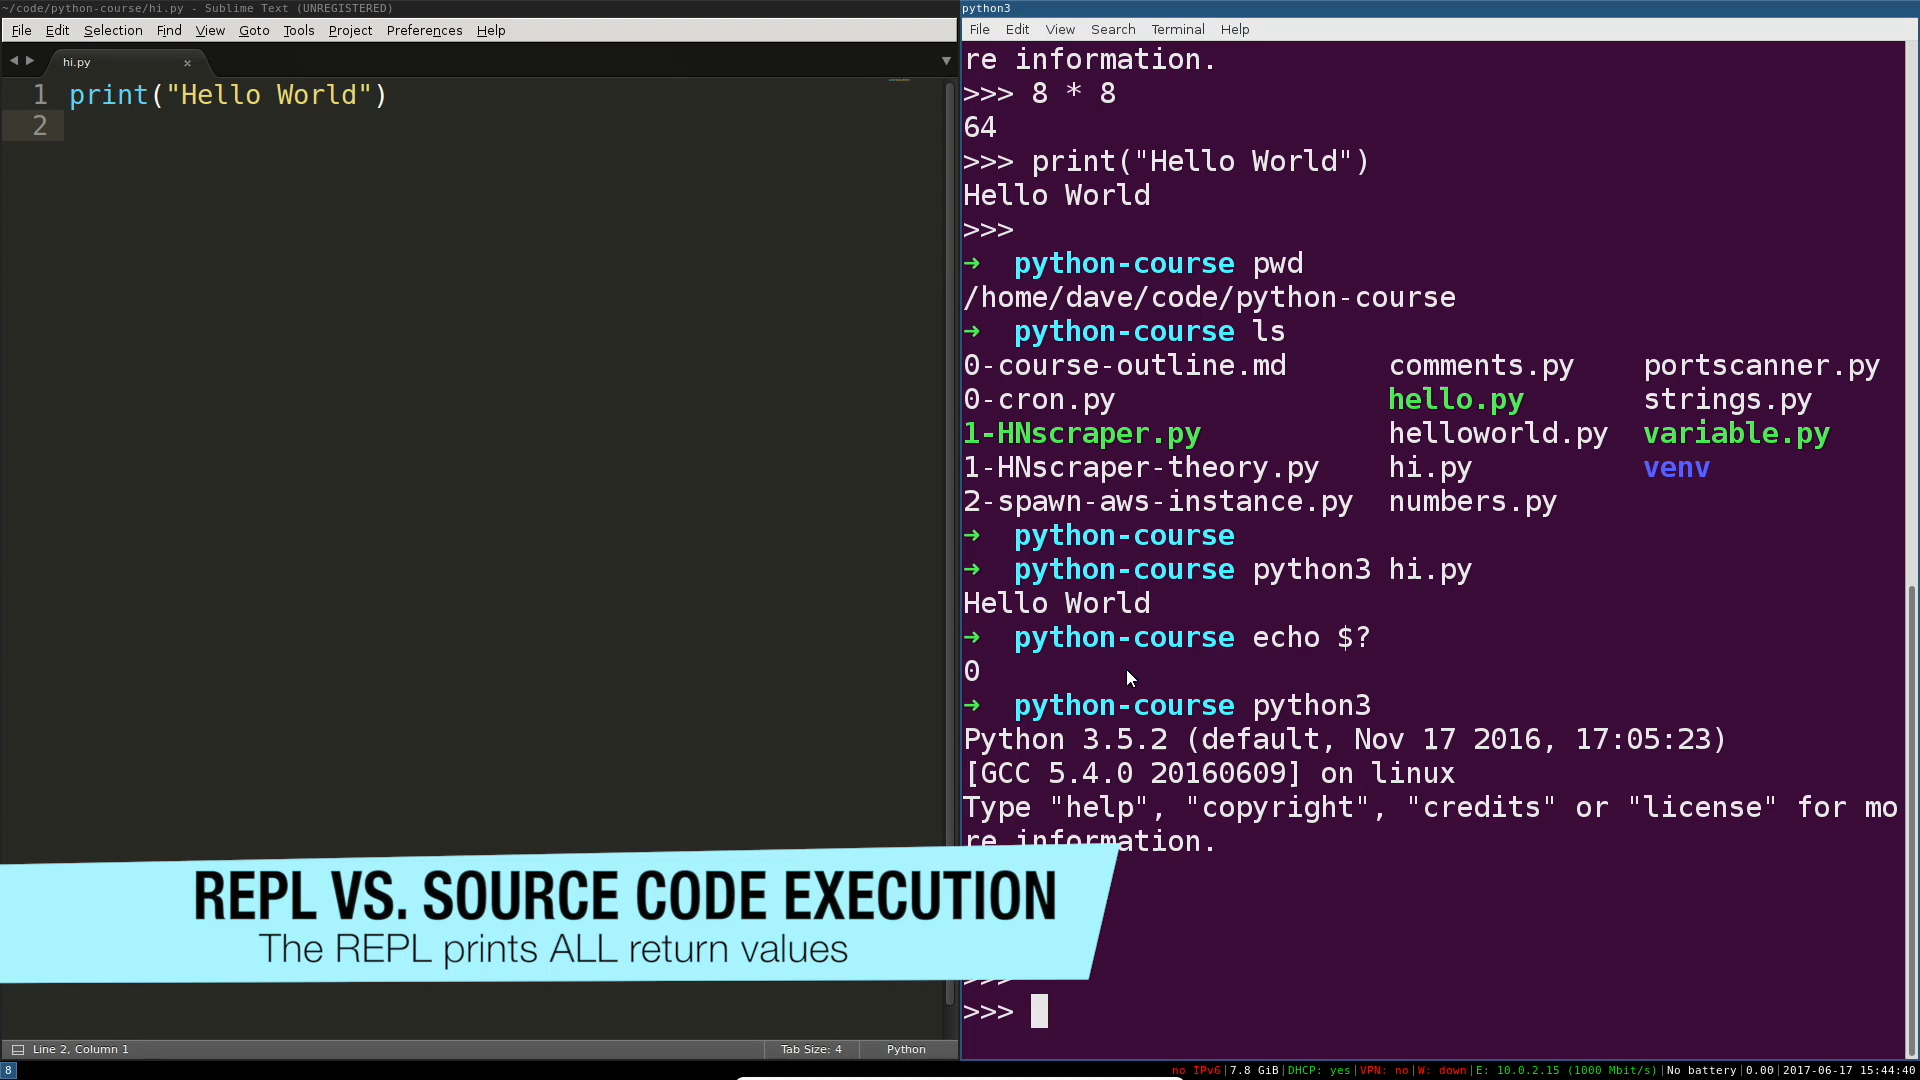 ~/code/python-course/hi.py - Sublime Text (UNREGISTERED)
File Edit Selection Find View Goto Tools Project Preferences Help
hi.py ×
1 print("Hello World")
2
python3
File Edit View Search Terminal Help
re information.
>>> 8 * 8
64
>>> print("Hello World")
Hello World
>>>
➜ python-course pwd
/home/dave/code/python-course
➜ python-course ls
0-course-outline.md comments.py portscanner.py
0-cron.py hello.py strings.py
1-HNscraper.py helloworld.py variable.py
1-HNscraper-theory.py hi.py venv
2-spawn-aws-instance.py numbers.py
➜ python-course
➜ python-course python3 hi.py
Hello World
➜ python-course echo $?
0
➜ python-course python3
Python 3.5.2 (default, Nov 17 2016, 17:05:23)
[GCC 5.4.0 20160609] on linux
Type "help", "copyright", "credits" or "license" for mo
re information.
>>>
>>>
REPL VS. SOURCE CODE EXECUTION
The REPL prints ALL return values
Line 2, Column 1 Tab Size: 4 Python
8
no IPv6|7.8 GiB|DHCP: yes|VPN: no|W: down|E: 10.0.2.15 (1000 Mbit/s)|No battery|0.00|2017-06-17 15:44:40